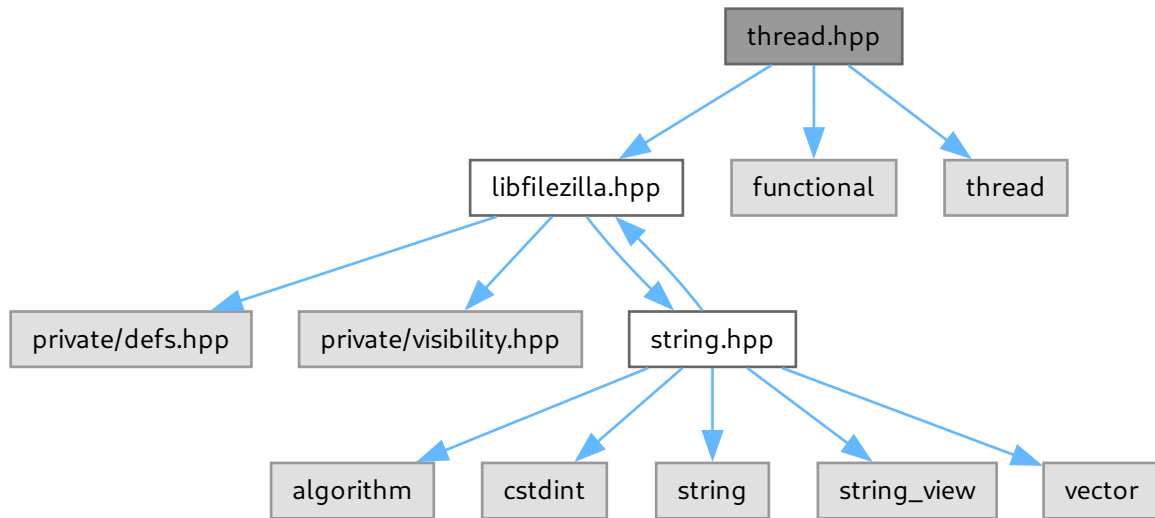 thread.hpp
libfilezilla.hpp
functional
thread
private/defs.hpp
private/visibility.hpp
string.hpp
algorithm
cstdint
string
string_view
vector